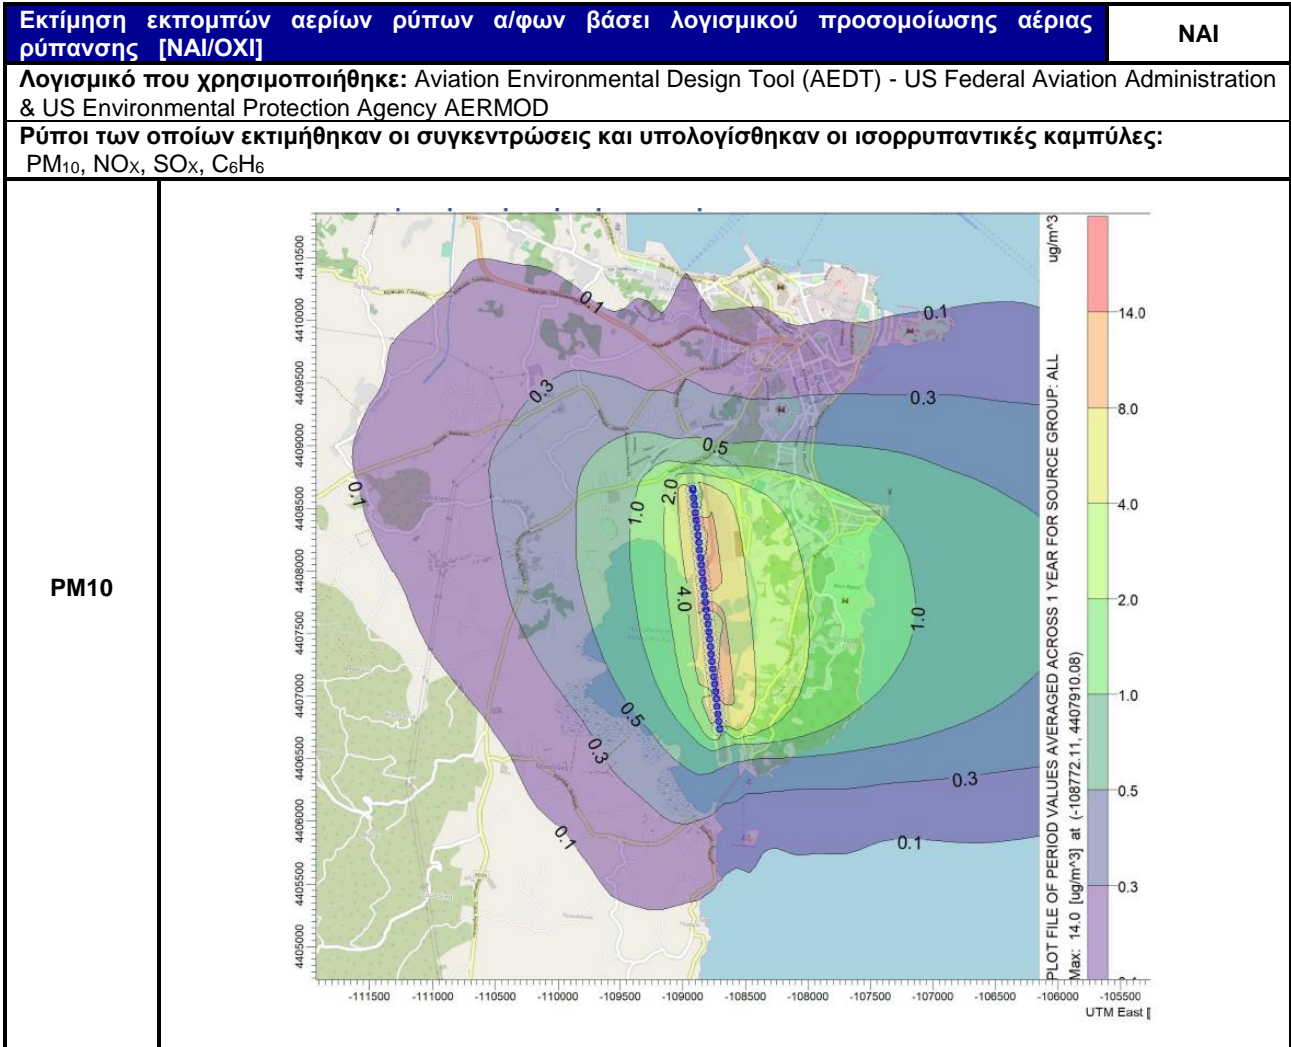 Εκτίμηση εκπομπών αερίων ρύπων α/φων βάσει λογισμικού προσομοίωσης αέριας
ρύπανσης [ΝΑΙ/ΟΧΙ]
ΝΑΙ
Λογισμικό που χρησιμοποιήθηκε: Aviation Environmental Design Tool (AEDT) - US Federal Aviation Administration
& US Environmental Protection Agency AERMOD
Ρύποι των οποίων εκτιμήθηκαν οι συγκεντρώσεις και υπολογίσθηκαν οι ισορρυπαντικές καμπύλες:
PM10, NOX, SOX, C6H6
PM10
4410500
4410000
4409500
4409000
4408500
4408000
4407500
4407000
4406500
4406000
4405500
4405000
0.1
0.1
0.3
0.3
0.5
0.1
2.0
1.0
4.0
1.0
0.5
0.3
0.3
0.1
0.1
-111500 -111000 -110500 -110000 -109500 -109000 -108500 -108000 -107500 -107000 -106500 -106000 -105500
UTM East [
PLOT FILE OF PERIOD VALUES AVERAGED ACROSS 1 YEAR FOR SOURCE GROUP: ALL
ug/m^3
Max: 14.0 [ug/m^3] at (-108772.11, 4407910.08)
14.0
8.0
4.0
2.0
1.0
0.5
0.3